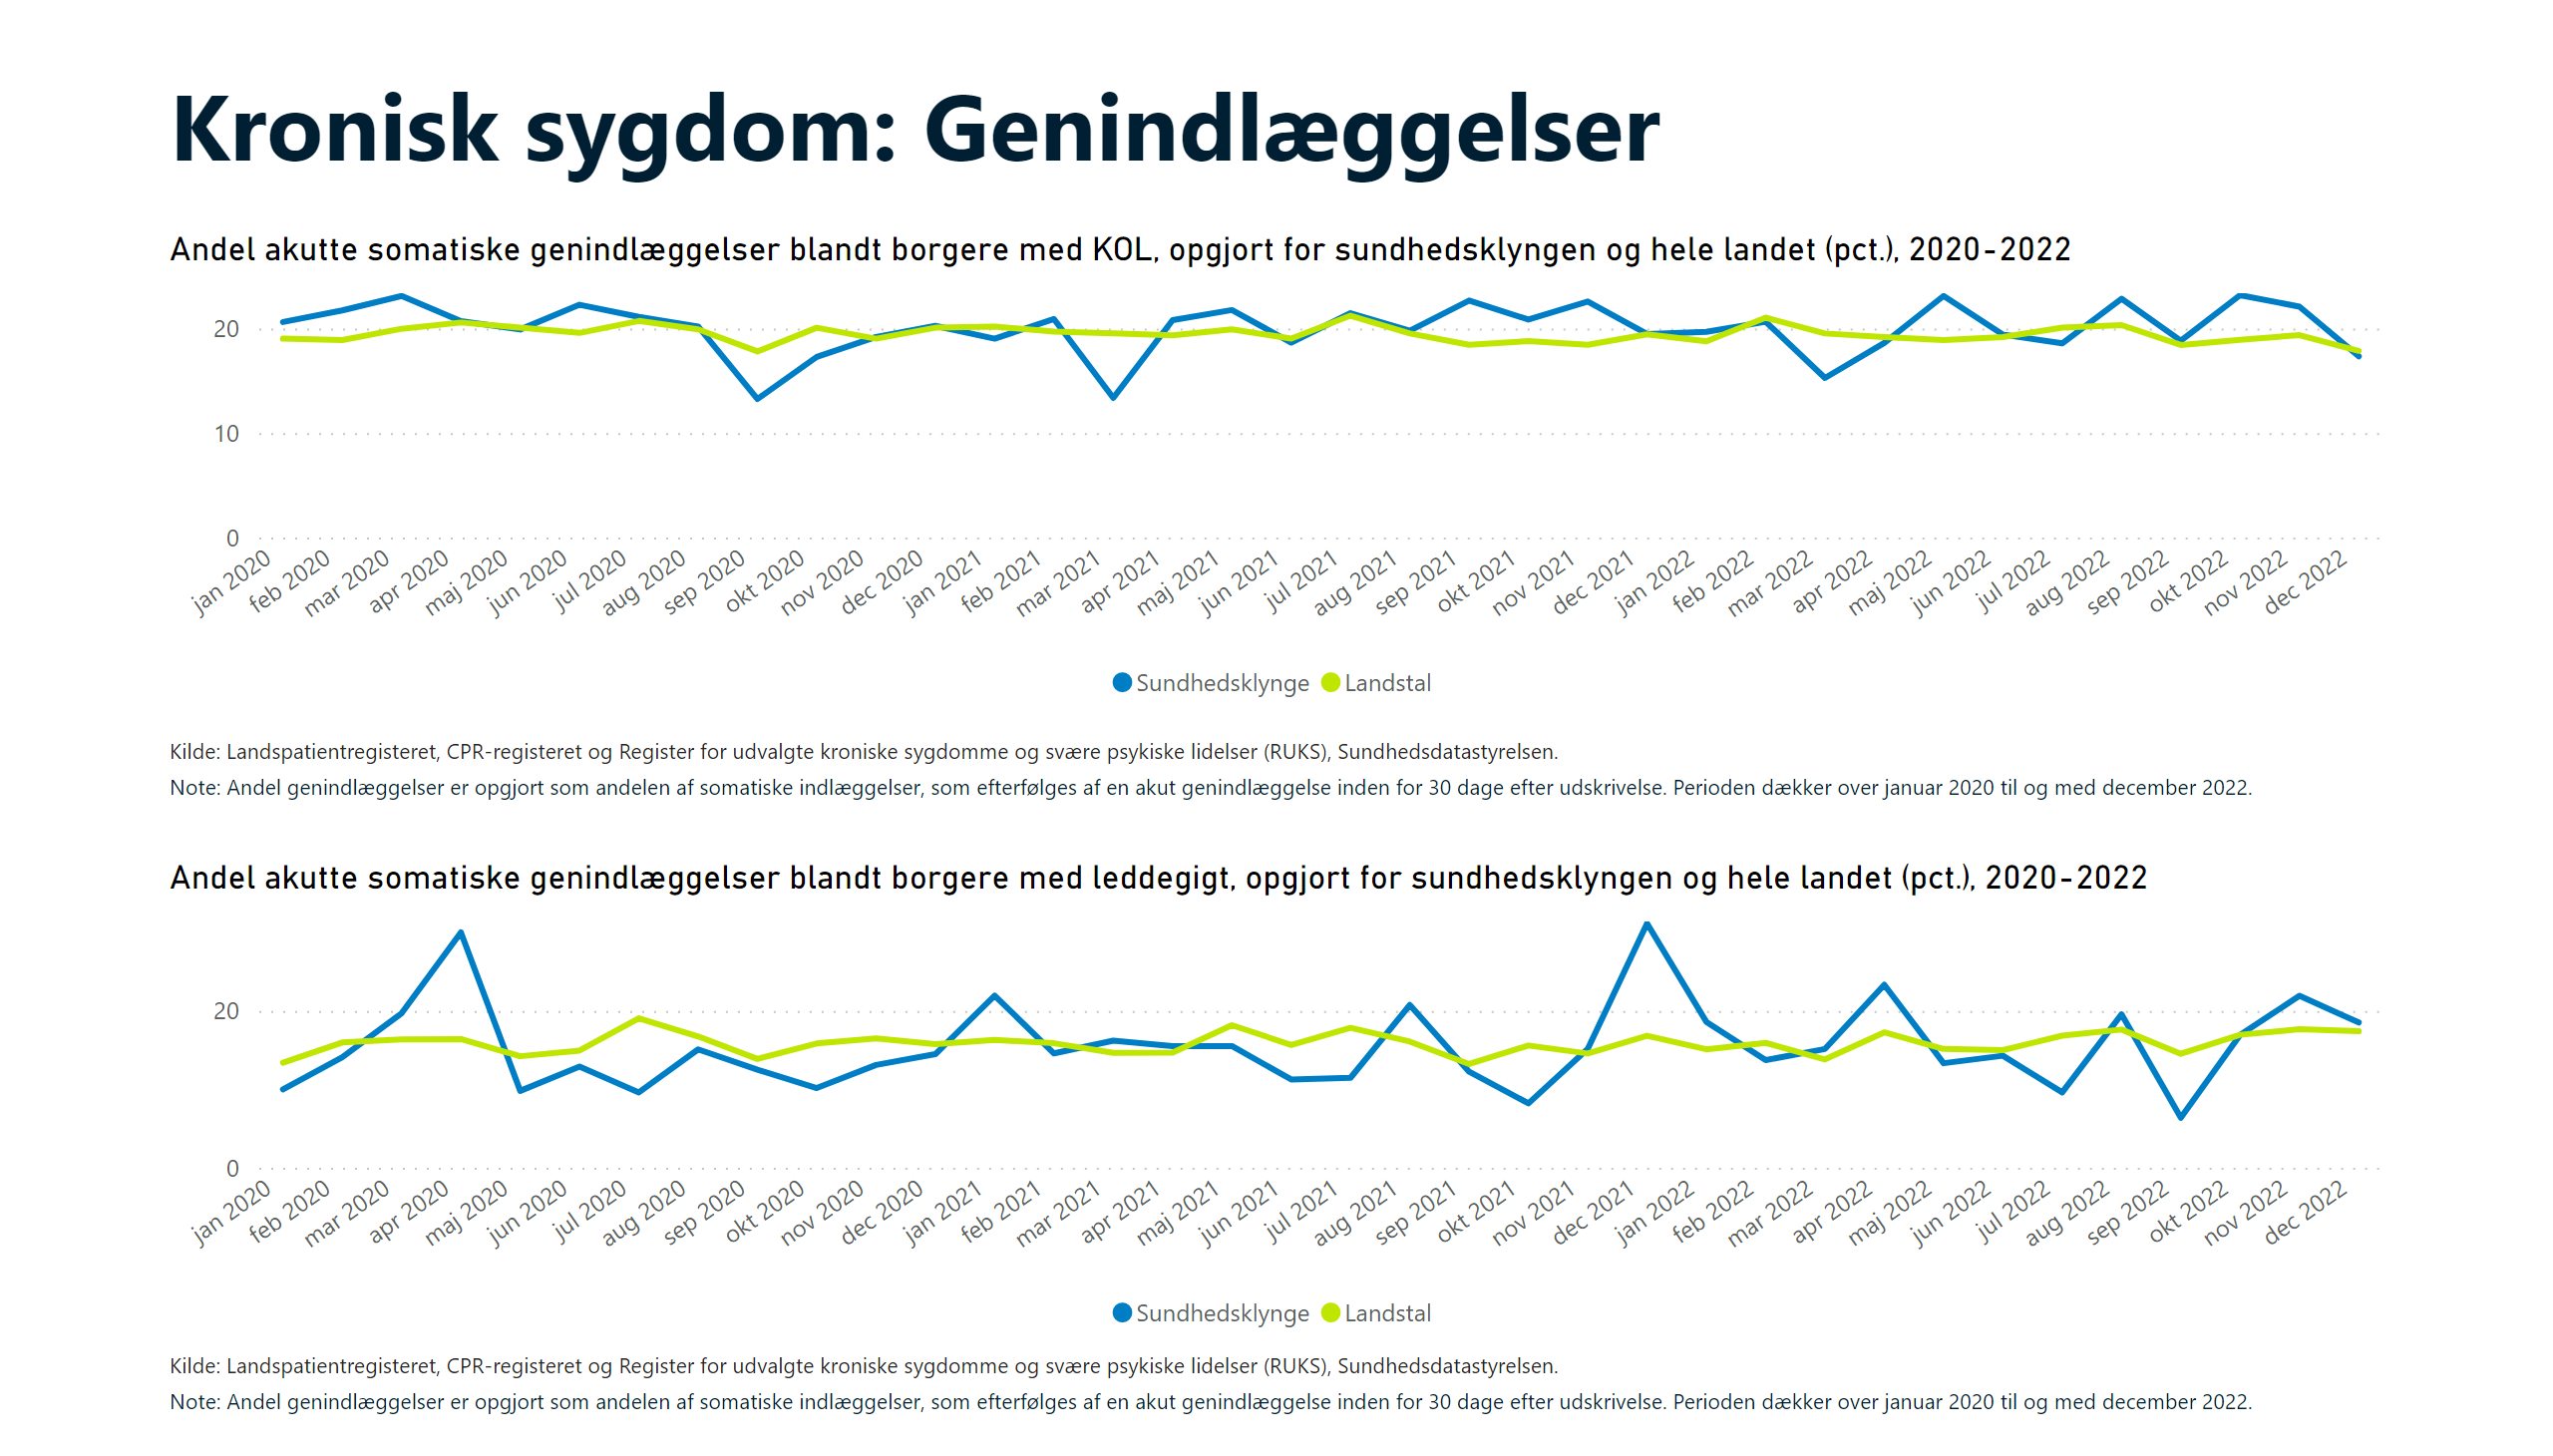 Kronisk sygdom: Genindlæggelser
Andel akutte somatiske genindlæggelser blandt borgere med KOL, opgjort for sundhedsklyngen og hele landet (pct.), 2020-2022
20
10
0
jan 2020 feb 2020 mar 2020 apr 2020 maj 2020 jun 2020 jul 2020 aug 2020 sep 2020 okt 2020 nov 2020 dec 2020 jan 2021 feb 2021 mar 2021 apr 2021 maj 2021 jun 2021 jul 2021 aug 2021 sep 2021 okt 2021 nov 2021 dec 2021 jan 2022 feb 2022 mar 2022 apr 2022 maj 2022 jun 2022 jul 2022 aug 2022 sep 2022 okt 2022 nov 2022 dec 2022
Sundhedsklynge Landstal
Kilde: Landspatientregisteret, CPR-registeret og Register for udvalgte kroniske sygdomme og svære psykiske lidelser (RUKS), Sundhedsdatastyrelsen.
Note: Andel genindlæggelser er opgjort som andelen af somatiske indlæggelser, som efterfølges af en akut genindlæggelse inden for 30 dage efter udskrivelse. Perioden dækker over januar 2020 til og med december 2022.
Andel akutte somatiske genindlæggelser blandt borgere med leddegigt, opgjort for sundhedsklyngen og hele landet (pct.), 2020-2022
20
0
jan 2020 feb 2020 mar 2020 apr 2020 maj 2020 jun 2020 jul 2020 aug 2020 sep 2020 okt 2020 nov 2020 dec 2020 jan 2021 feb 2021 mar 2021 apr 2021 maj 2021 jun 2021 jul 2021 aug 2021 sep 2021 okt 2021 nov 2021 dec 2021 jan 2022 feb 2022 mar 2022 apr 2022 maj 2022 jun 2022 jul 2022 aug 2022 sep 2022 okt 2022 nov 2022 dec 2022
Sundhedsklynge Landstal
Kilde: Landspatientregisteret, CPR-registeret og Register for udvalgte kroniske sygdomme og svære psykiske lidelser (RUKS), Sundhedsdatastyrelsen.
Note: Andel genindlæggelser er opgjort som andelen af somatiske indlæggelser, som efterfølges af en akut genindlæggelse inden for 30 dage efter udskrivelse. Perioden dækker over januar 2020 til og med december 2022.